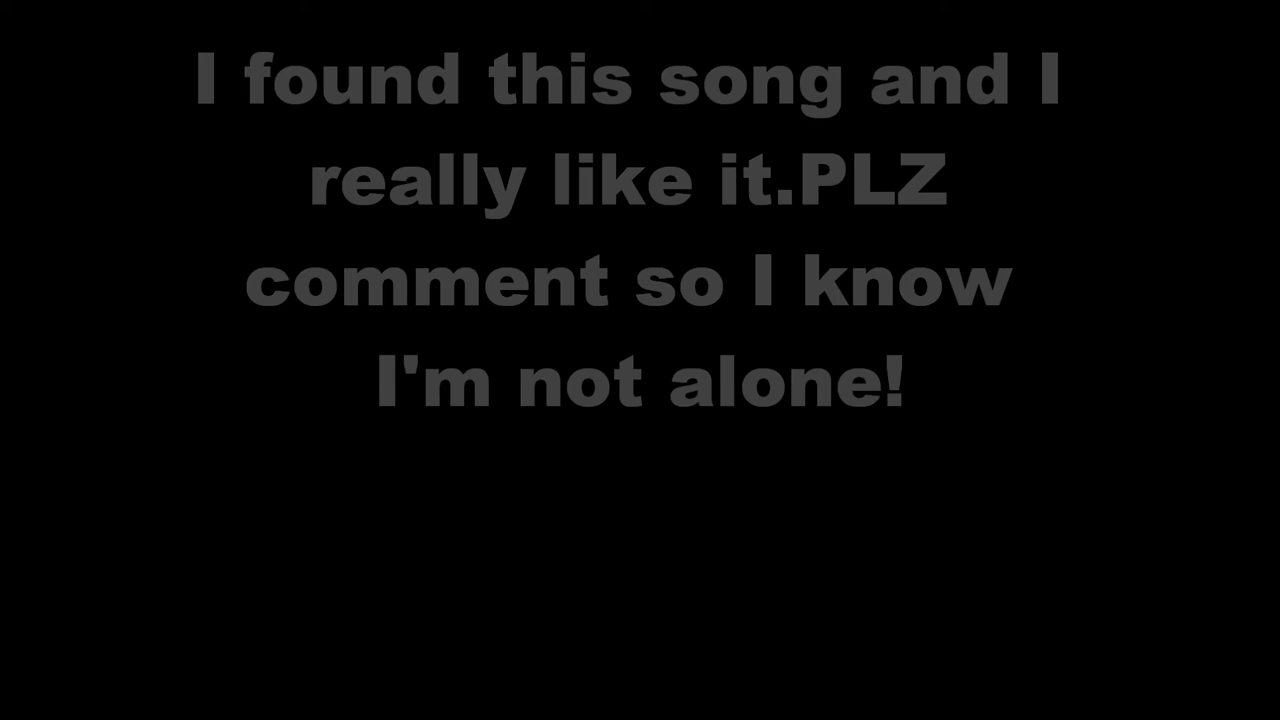 I found this song and I
really like it.PLZ
comment so I know
I'm not alone!